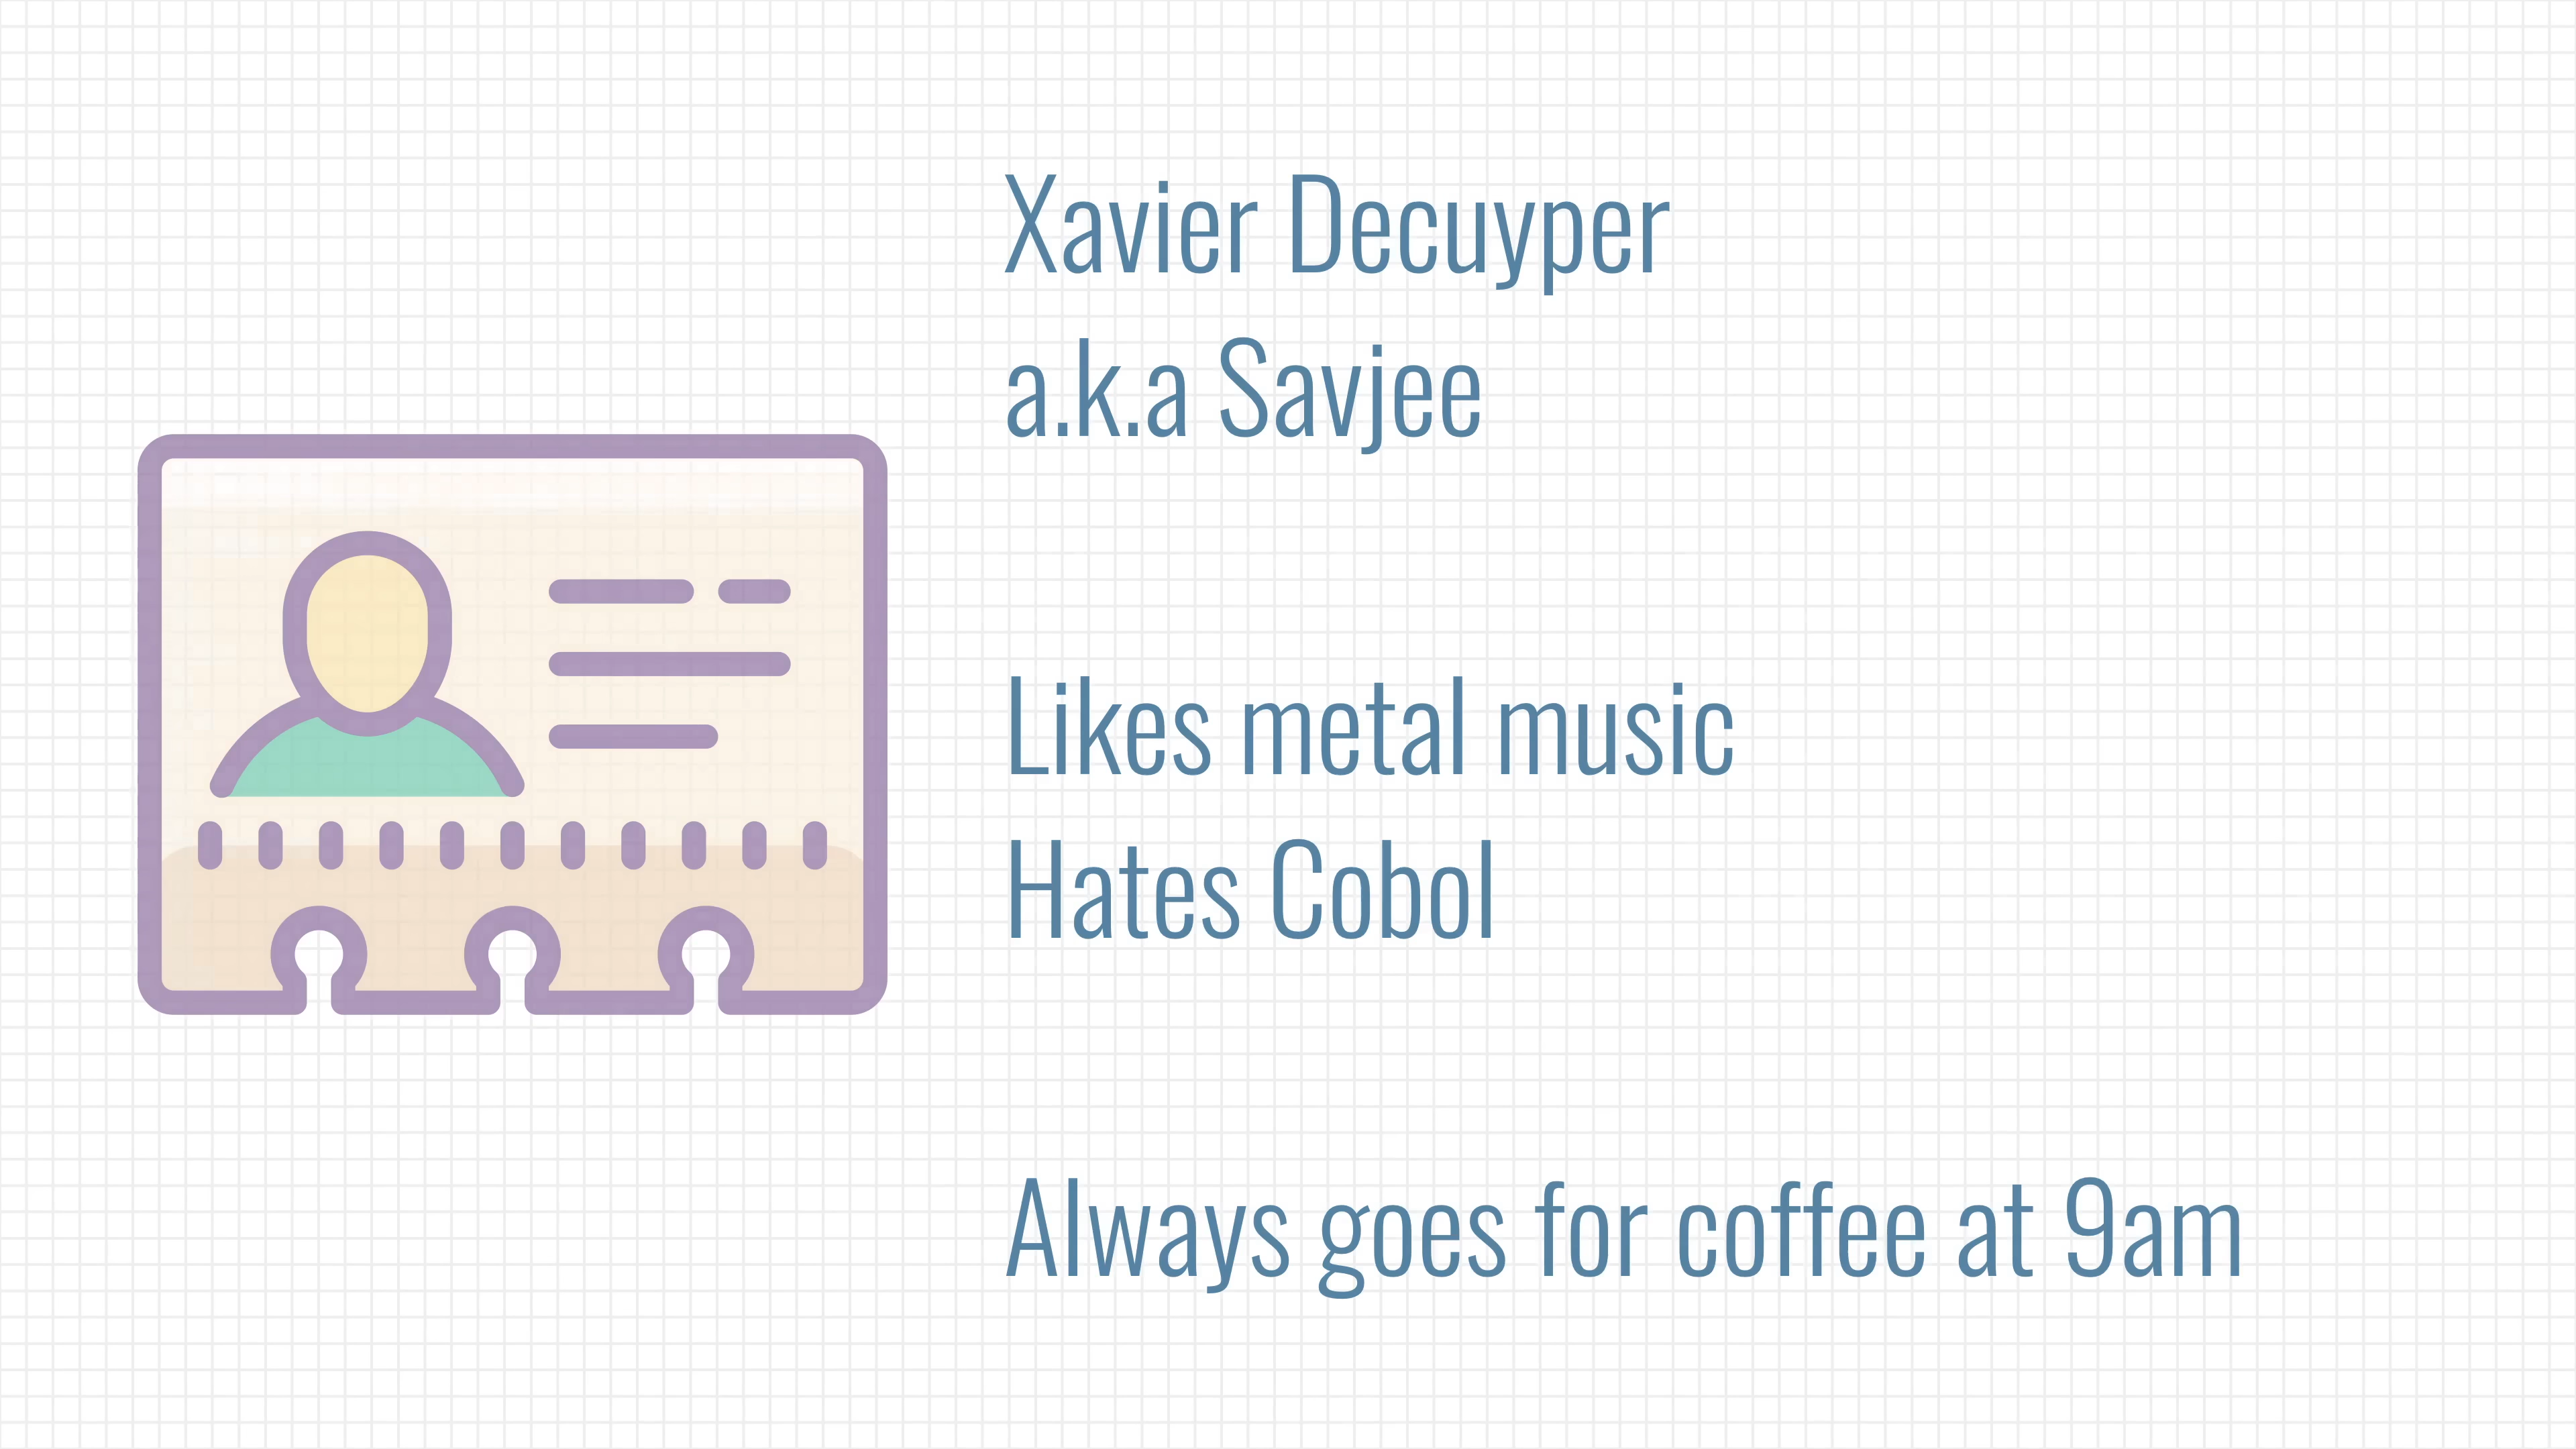 Xavier Decuyper
a.k.a Savjee
Likes metal music
Hates Cobol
Always goes for coffee at 9am